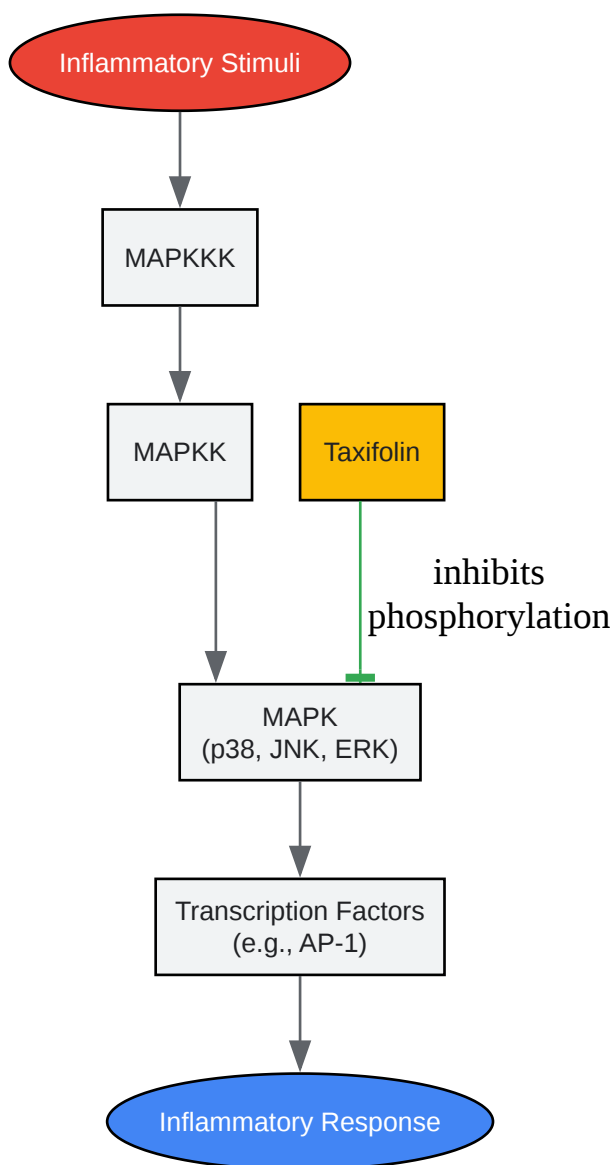 Inflammatory Stimuli
MAPKKK
MAPKK
Taxifolin
inhibits
phosphorylation
MAPK
(p38, JNK, ERK)
Transcription Factors
(e.g., AP-1)
Inflammatory Response